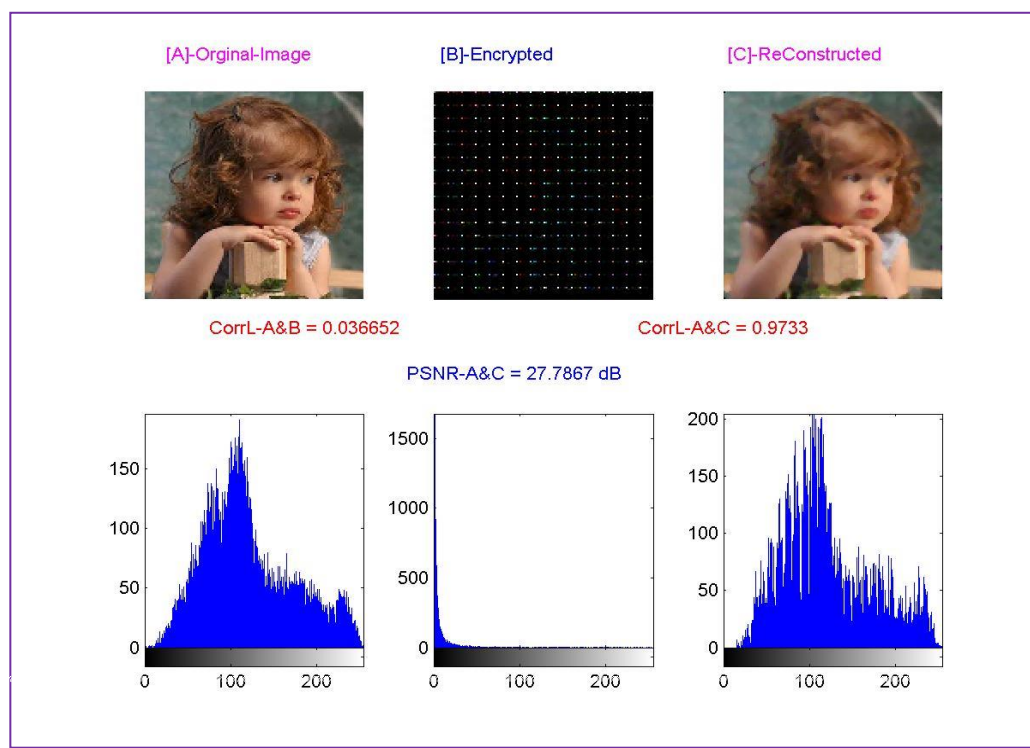 [A]-Orginal-Image [B]-Encrypted [C]-ReConstructed
CorrL-A&B = 0.036652 CorrL-A&C = 0.9733
PSNR-A&C = 27.7867 dB
150
100
50
0
0 100 200
1500
1000
500
0
0 100 200
200
150
100
50
0
0 100 200